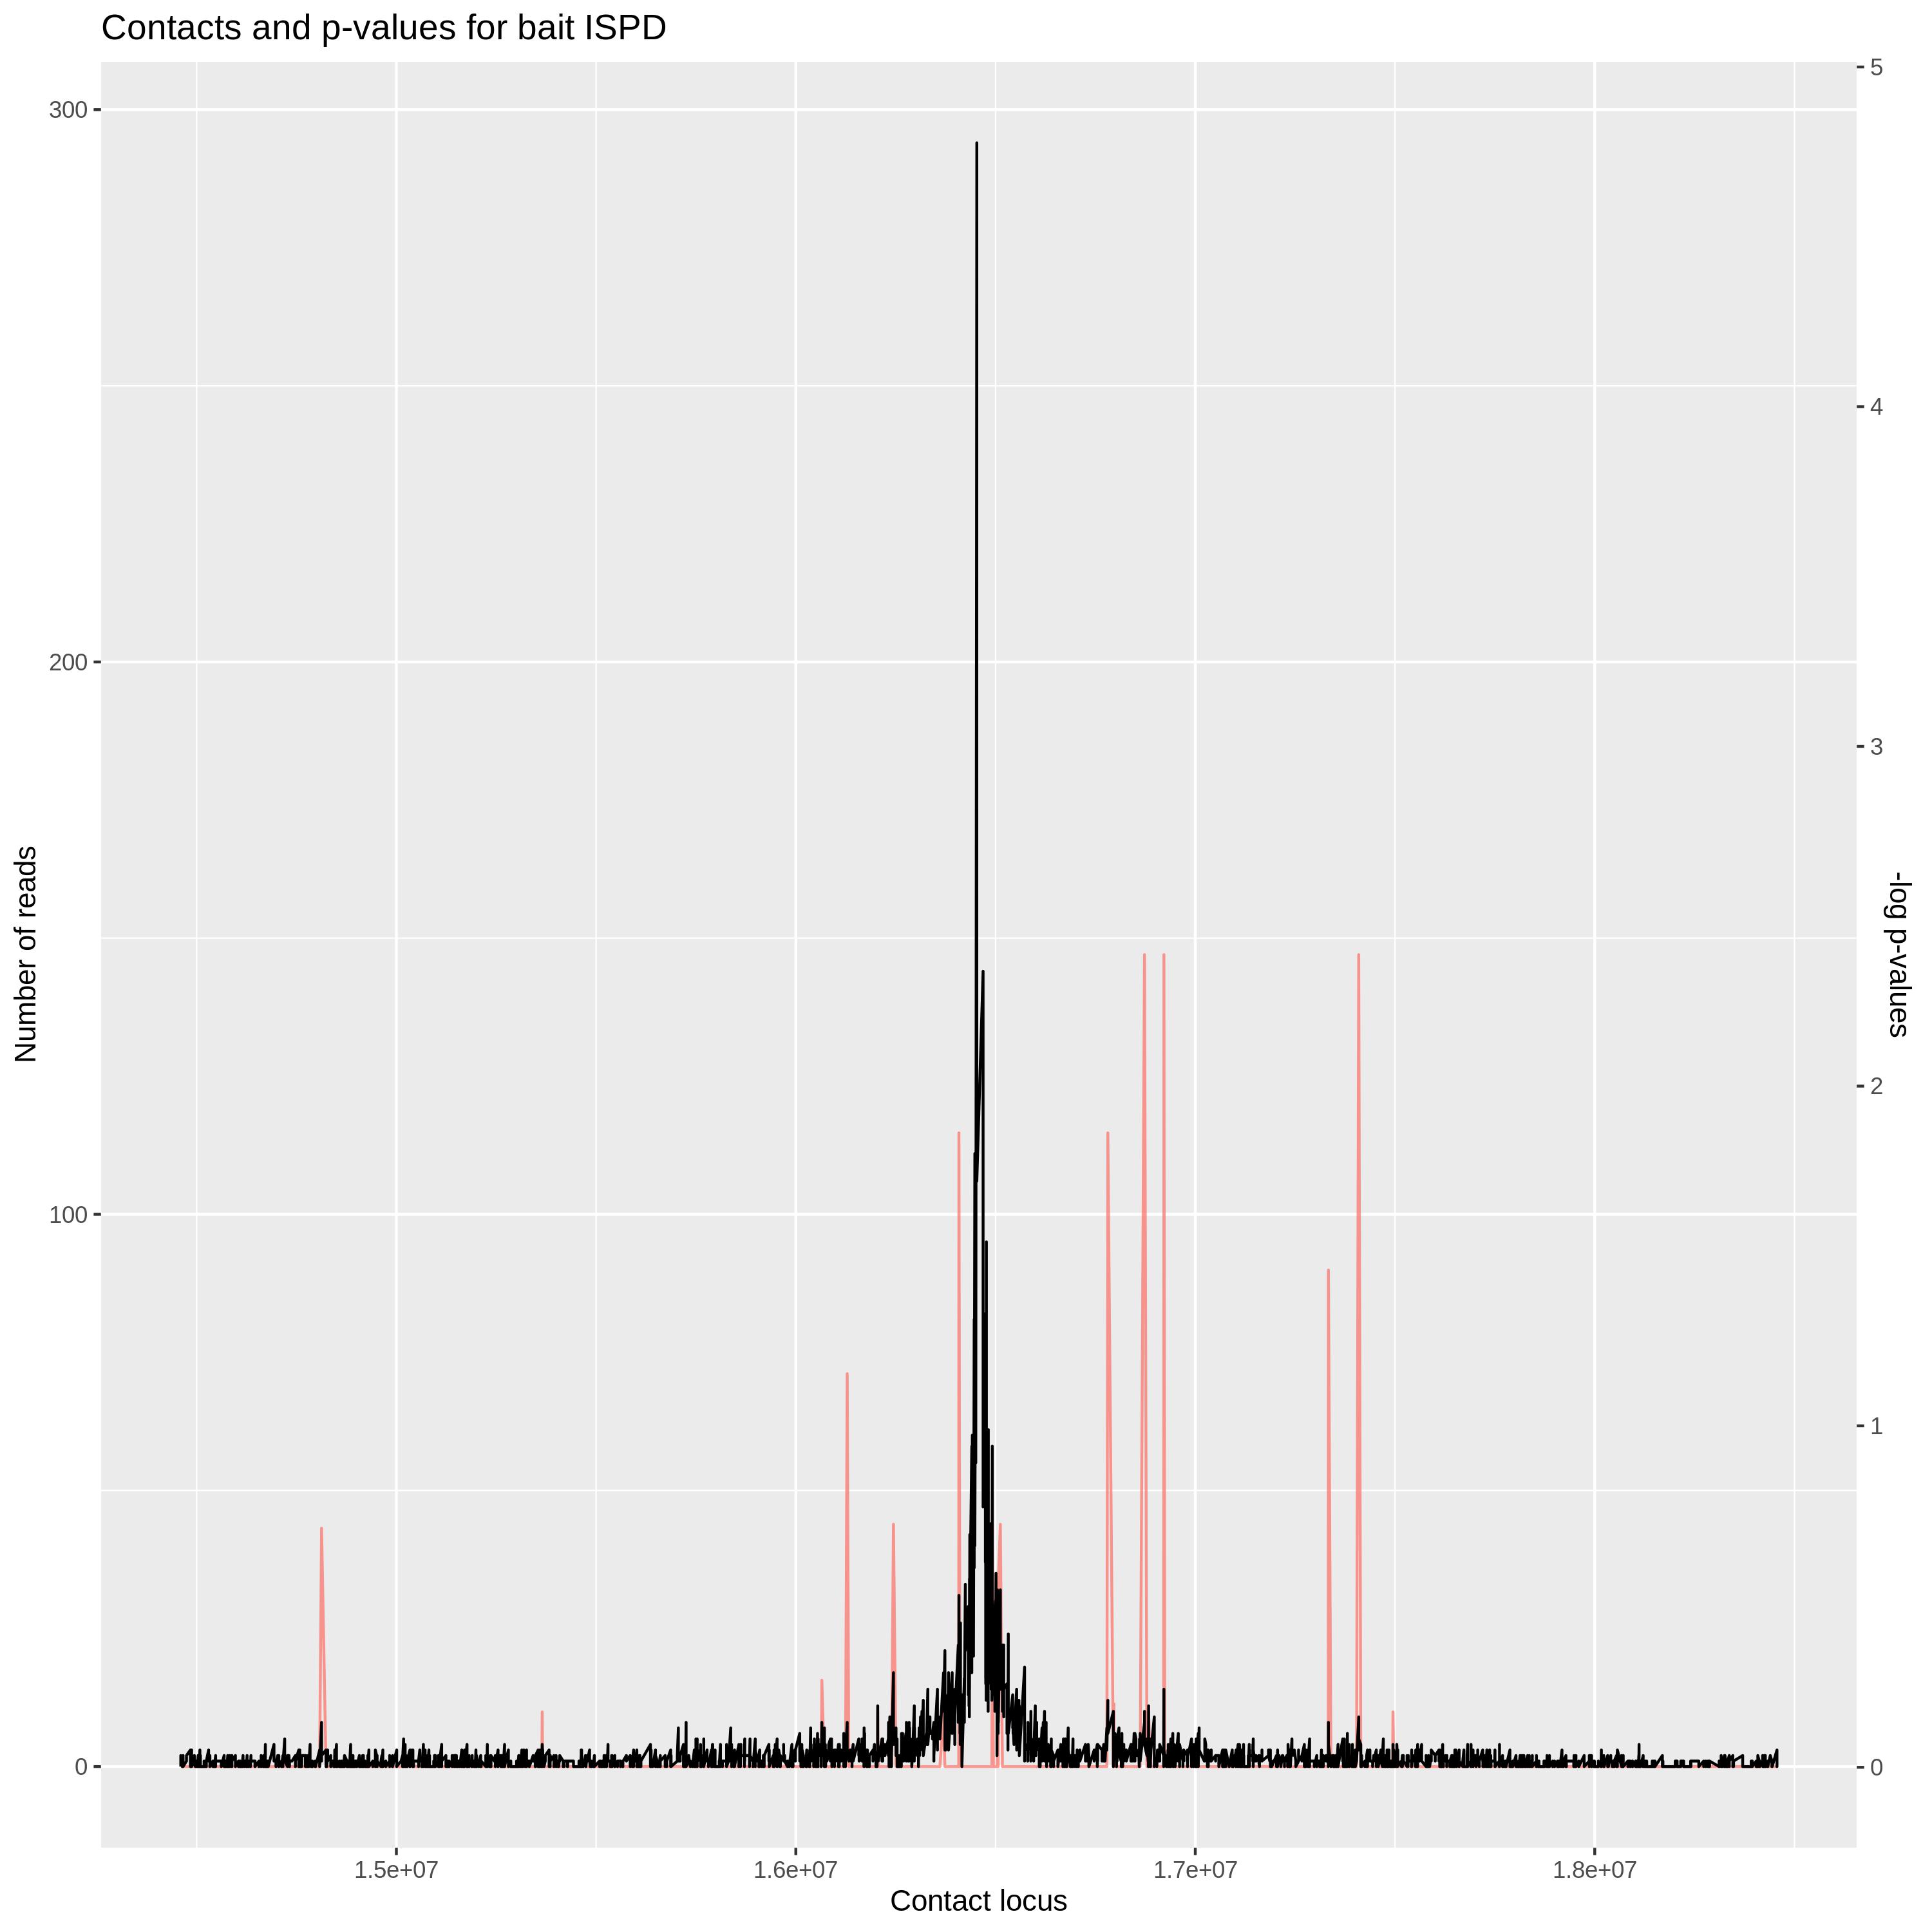 Contacts and p-values for bait ISPD
300
200
100
0
Number of reads
5
4
3
2
1
0
-log p-values
1.5e+07
1.6e+07
1.7e+07
1.8e+07
Contact locus